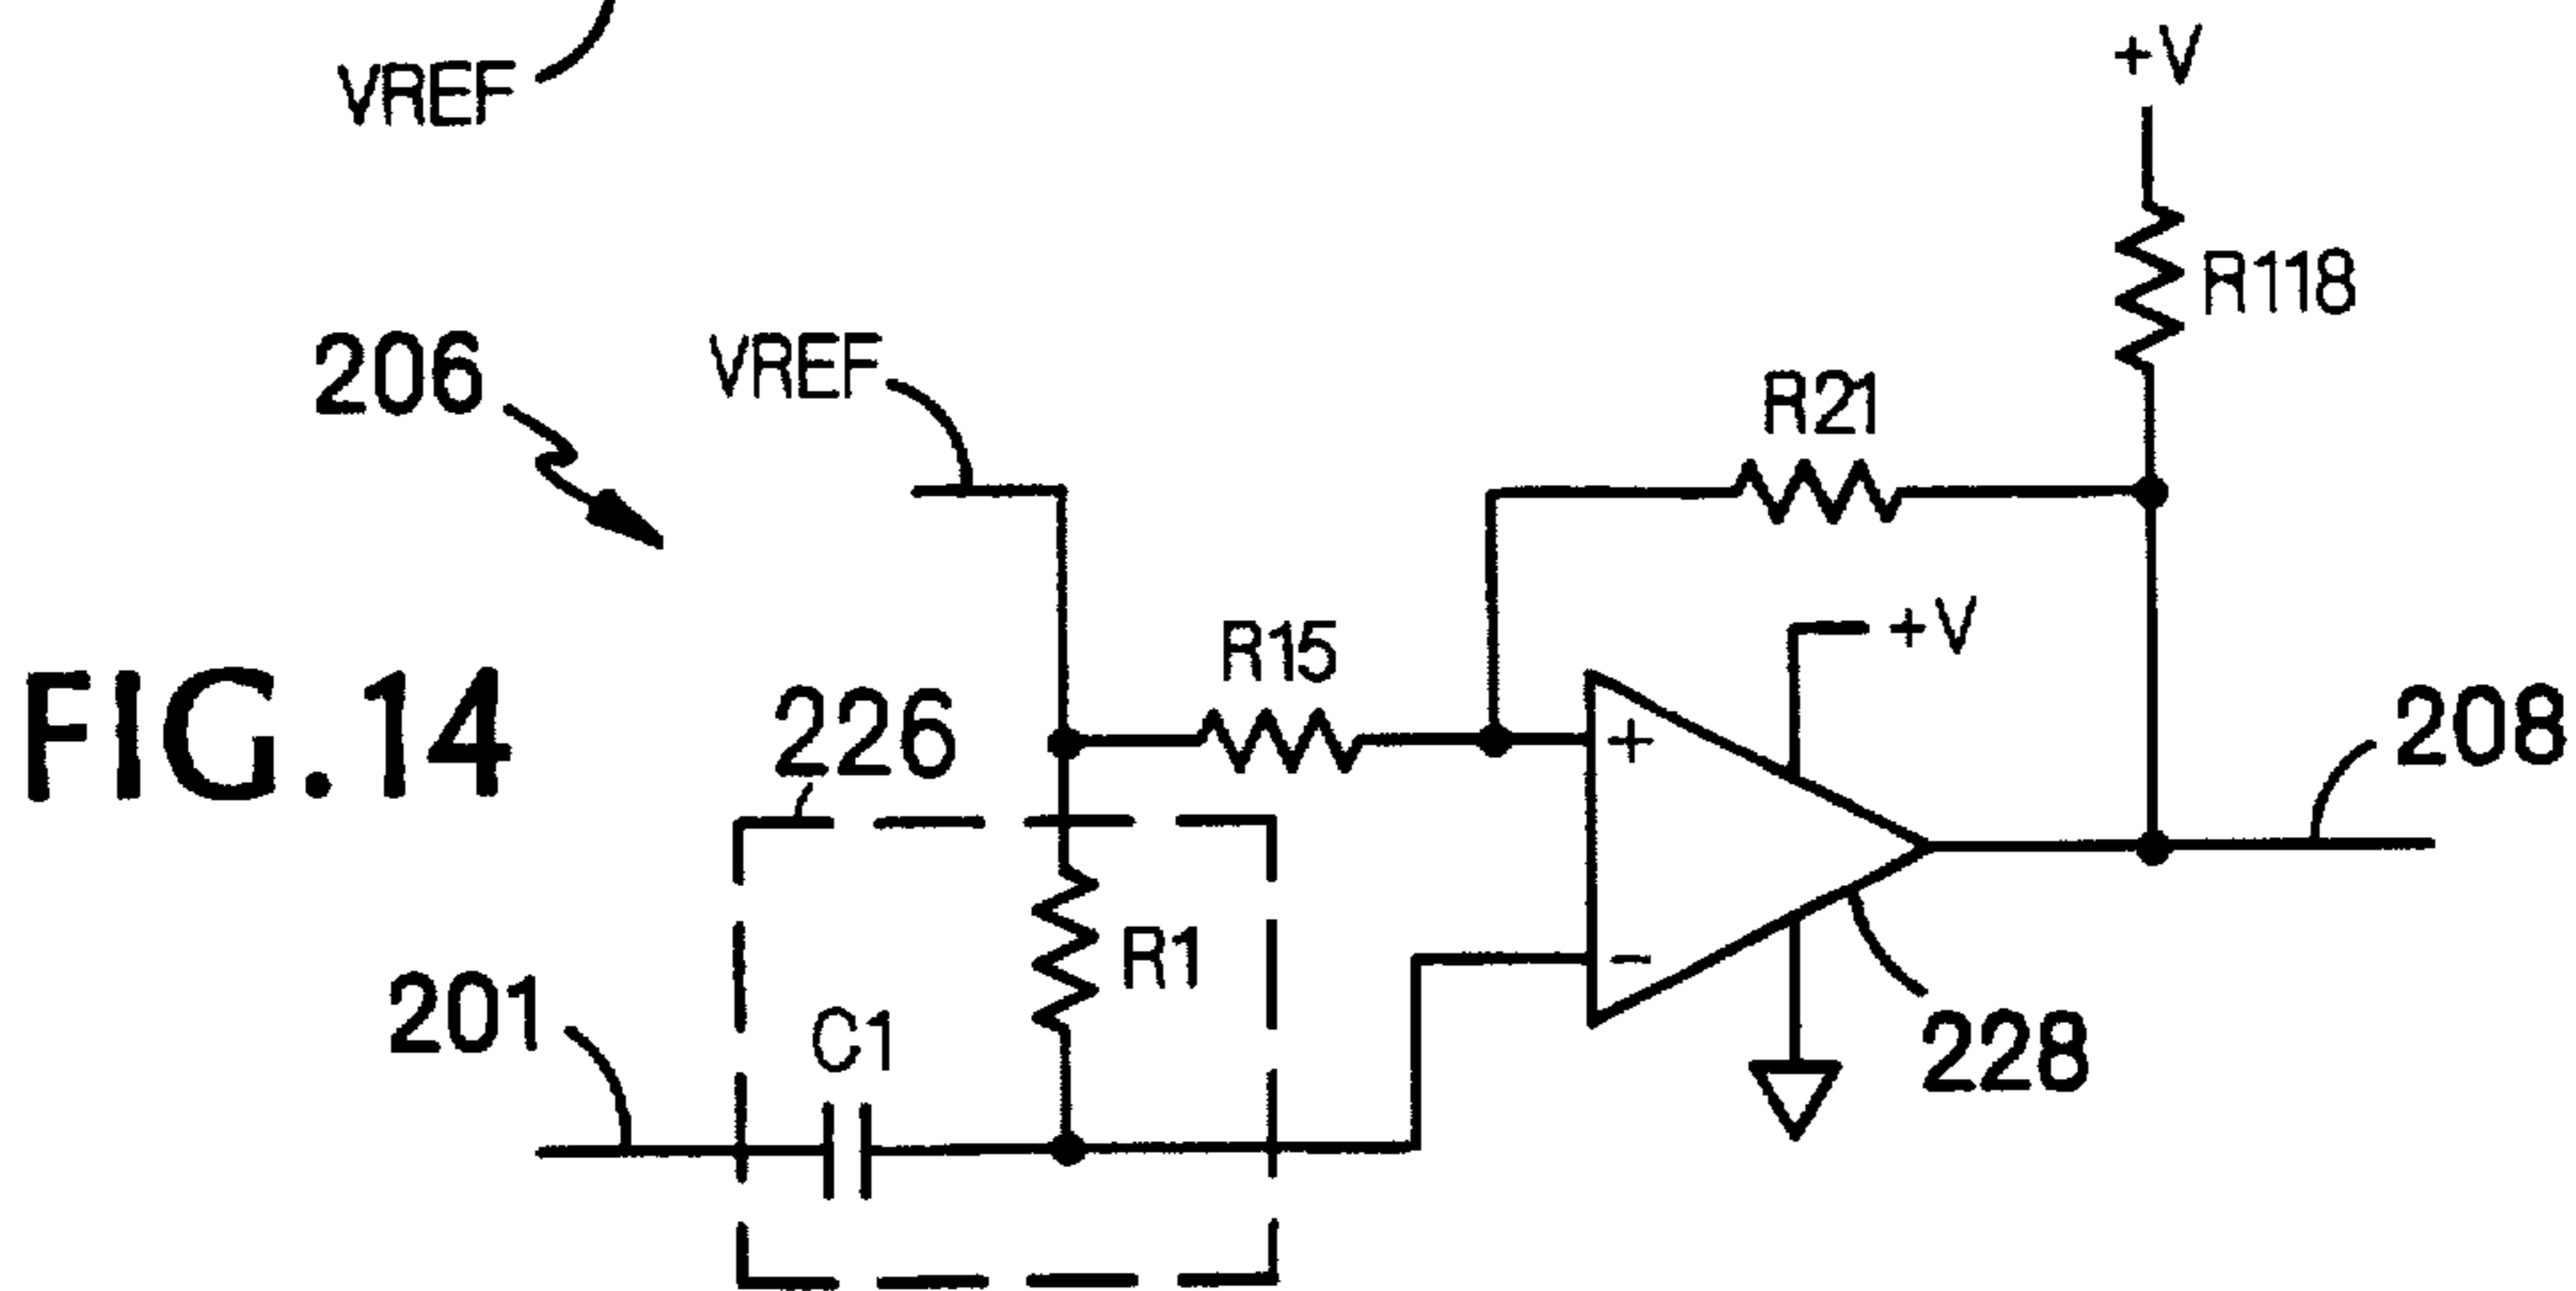 VREF
+V
R118
206
VREF
R21
R15
+V
FIG.14
226
208
+
R1
-
201
C1
228